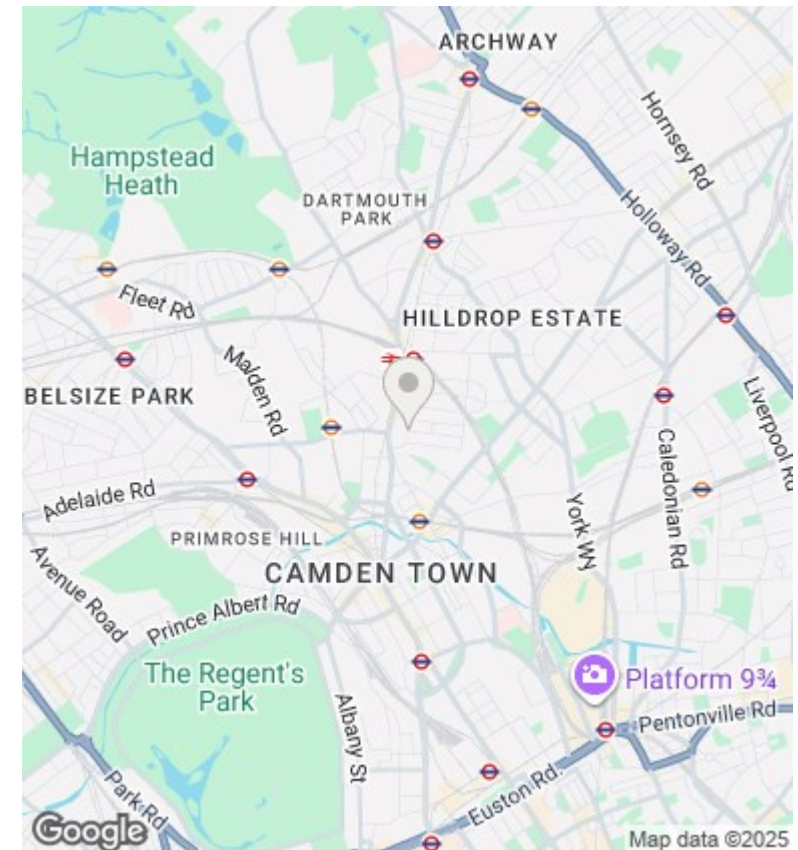 ARCHWAY
Hornsey Rd
Hampstead
Heath
DARTMOUTH
PARK
Holloway Rd
Fleet Rd
HILLDROP ESTATE
Malden Rd
BELSIZE PARK
Liverpool Rd
Caledonian Rd
Adelaide Rd
York WY
PRIMROSE HILL
CAMDEN TOWN
Avenue Road
Prince Albert Rd
The Regent's
Park
Platform 9¾
Albany St
Pentonville Rd
Park Rd
Euston Rd.
Google
Map data ©2025